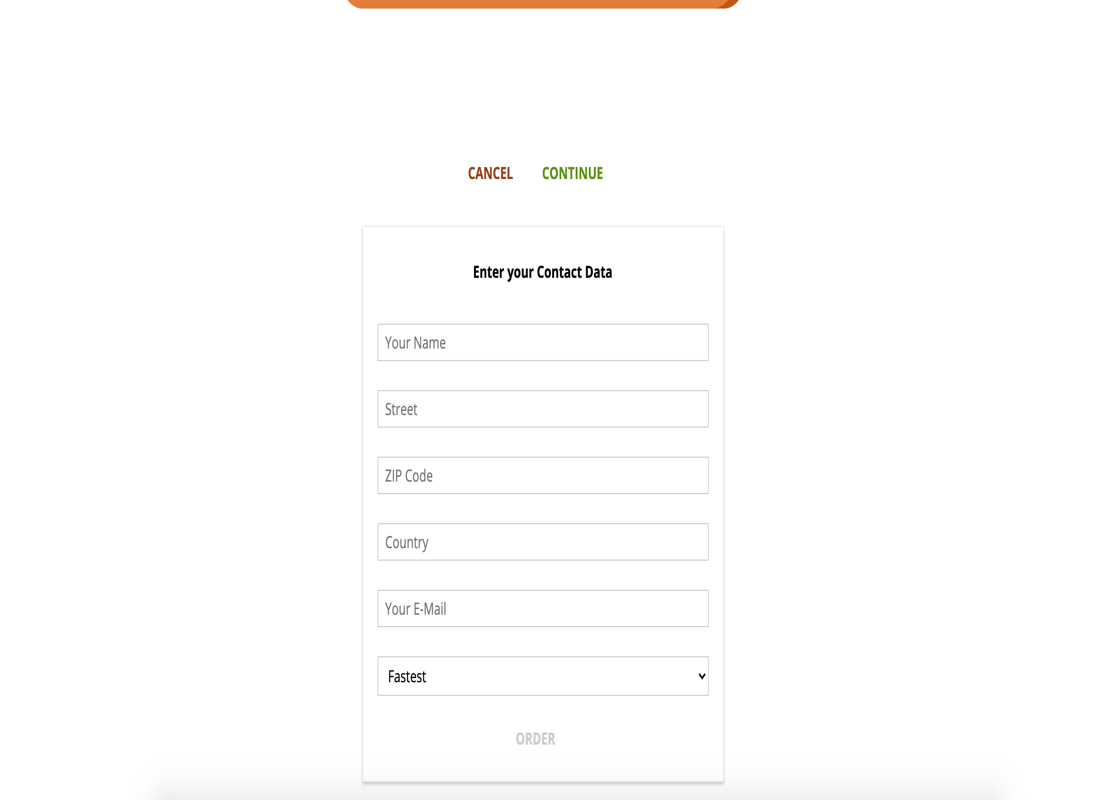 CANCEL CONTINUE
Enter your Contact Data
Your Name
Street
ZIP Code
Country
Your E-Mail
Fastest
ORDER